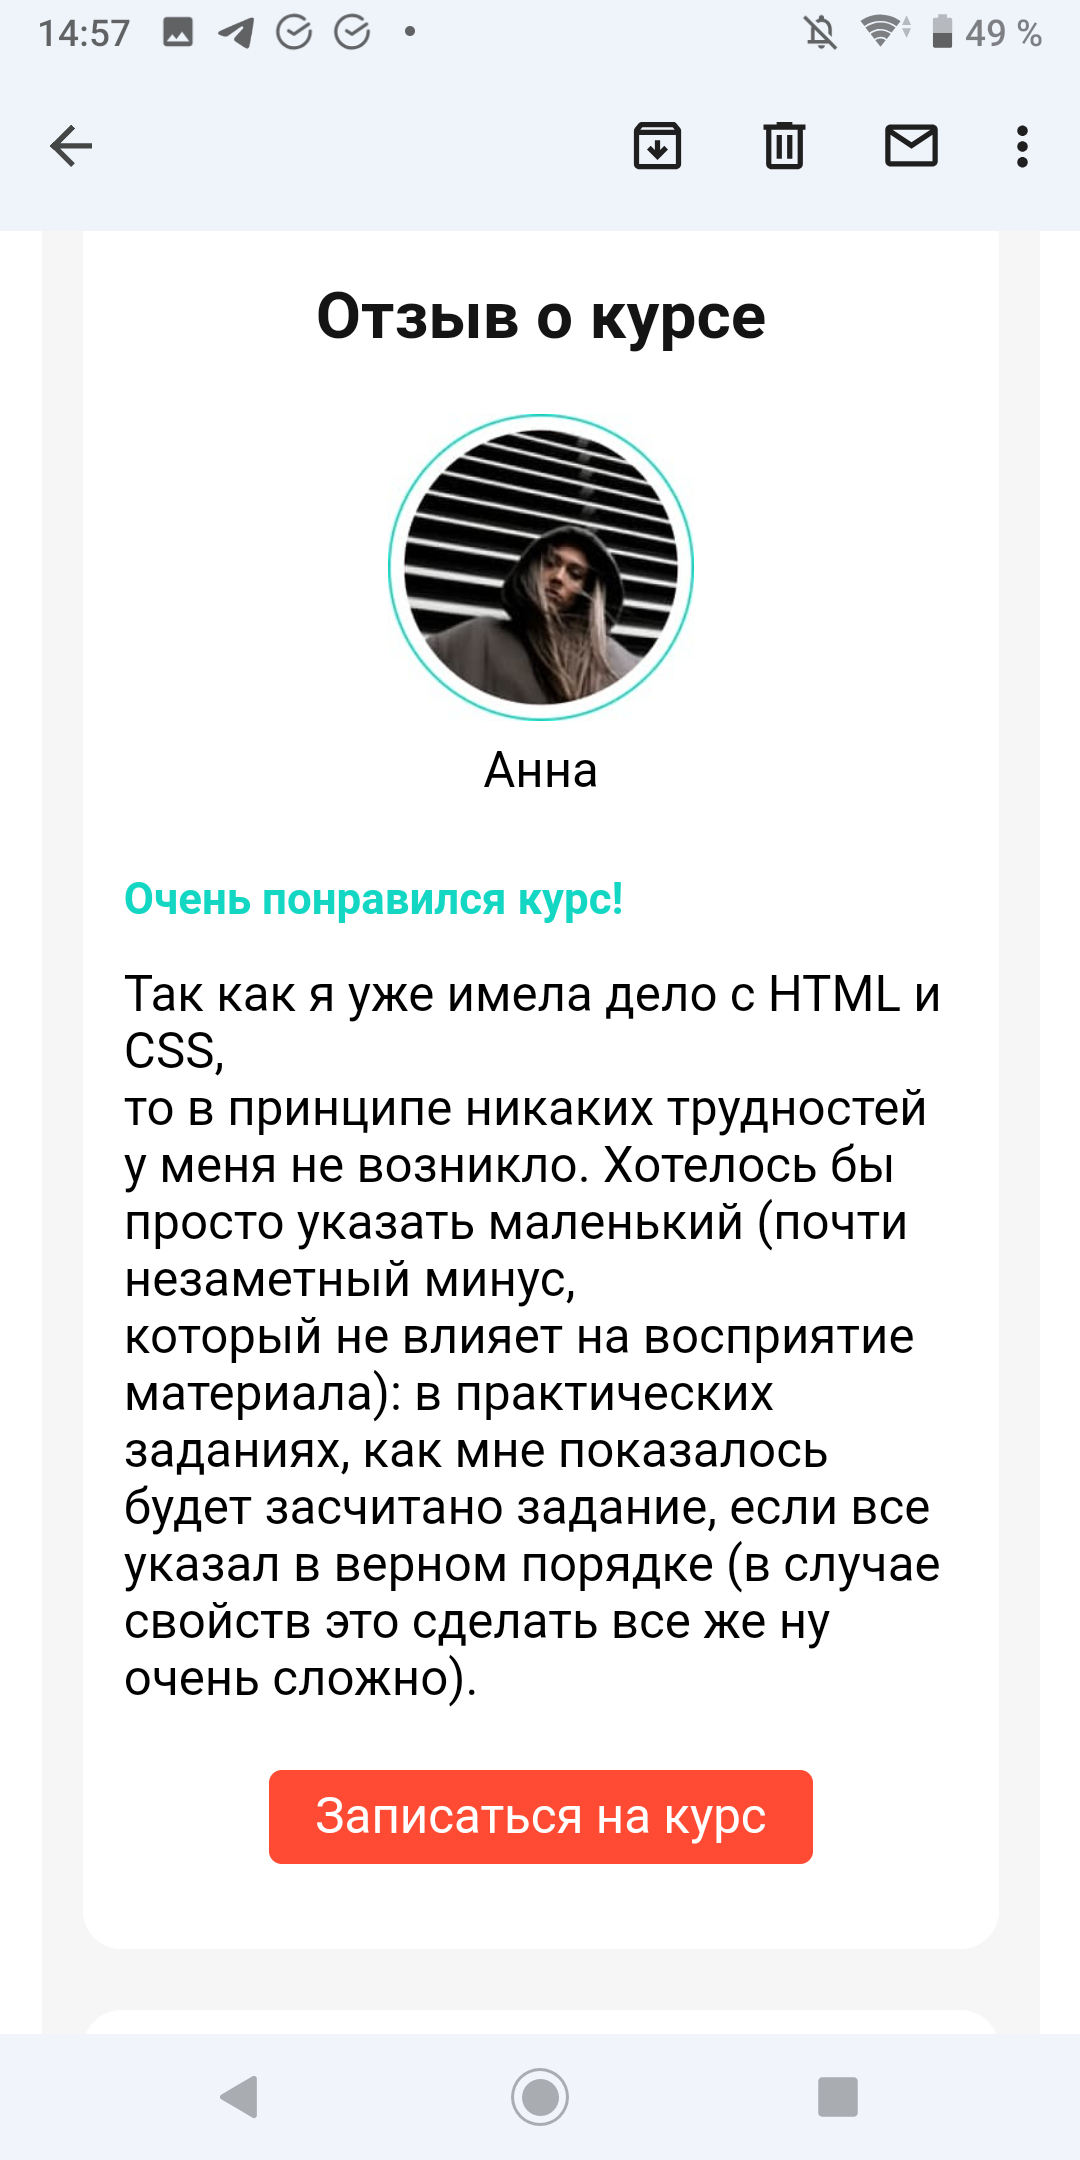 14:57
49 %
Отзыв о курсе
Анна
Очень понравился курс!
Так как я уже имела дело с HTML и
CSS,
то в принципе никаких трудностей
у меня не возникло. Хотелось бы
просто указать маленький (почти
незаметный минус,
который не влияет на восприятие
материала): в практических
заданиях, как мне показалось
будет засчитано задание, если все
указал в верном порядке (в случае
свойств это сделать все же ну
очень сложно).
Записаться на курс